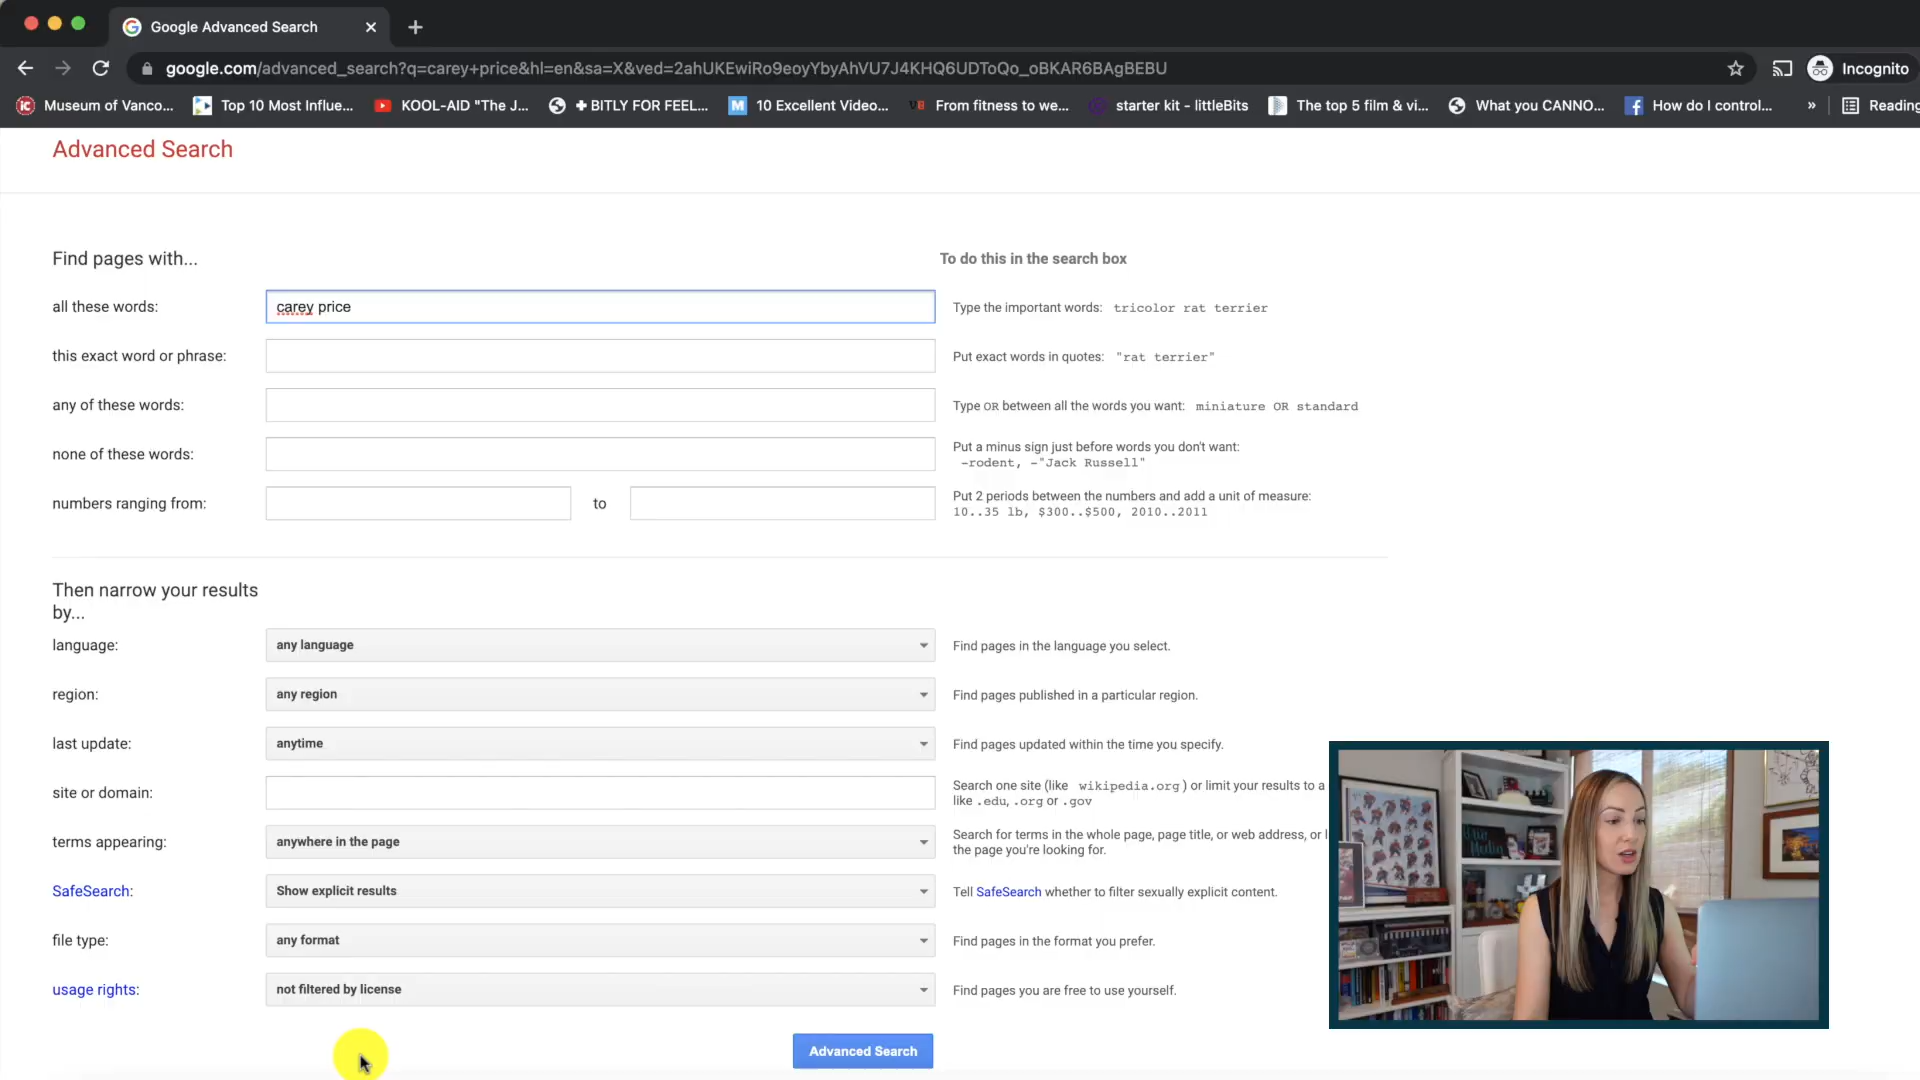 Google Advanced Search
google.com/advanced_search?q=carey+price&hl=en&sa=X&ved=2ahUKEwiRo9eoyYbyAhVU7J4KHQ6UDToQo_oBKAR6BAgBEBU
Incognito
Museum of Vanco...
Top 10 Most Influe...
KOOL-AID "The J...
BITLY FOR FEEL...
10 Excellent Video...
From fitness to we...
starter kit - littleBits
The top 5 film & vi...
What you CANNO...
How do I control...
»
Reading
Advanced Search
Find pages with...
To do this in the search box
all these words:
carey price
Type the important words: tricolor rat terrier
this exact word or phrase:
Put exact words in quotes: "rat terrier"
any of these words:
Type OR between all the words you want: miniature OR standard
none of these words:
Put a minus sign just before words you don't want:
-rodent, -"Jack Russell"
numbers ranging from:
to
Put 2 periods between the numbers and add a unit of measure:
10..35 lb, $300..$500, 2010..2011
Then narrow your results
by...
language:
any language
Find pages in the language you select.
region:
any region
Find pages published in a particular region.
last update:
anytime
Find pages updated within the time you specify.
site or domain:
Search one site (like wikipedia.org ) or limit your results to a
like .edu, .org or .gov
terms appearing:
anywhere in the page
Search for terms in the whole page, page title, or web address, or l
the page you're looking for.
SafeSearch:
Show explicit results
Tell SafeSearch whether to filter sexually explicit content.
file type:
any format
Find pages in the format you prefer.
usage rights:
not filtered by license
Find pages you are free to use yourself.
Advanced Search